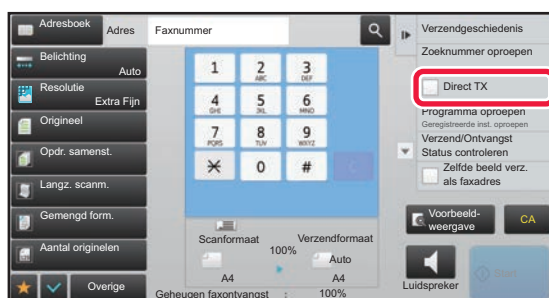 Adresboek
Adres
Faxnummer
Belichting
Auto
Resolutie
Extra Fijn
Origineel
Opdr. samenst.
Langz. scanm.
Gemengd form.
Aantal originelen
Overige
1
2
ABC
3
DEF
4
GHI
5
JKL
6
MNO
7
PQRS
8
TUV
9
WXYZ
0
#
Scanformaat
100%
Verzendformaat
Auto
A4
A4
Geheugen faxontvangst : 100%
Verzendgeschiedenis
Zoeknummer oproepen
Direct TX
Programma oproepen
Geregistreerde inst. oproepen
Verzend/Ontvangst
Status controleren
Zelfde beeld verz.
als faxadres
Voorbeeld-
weergave
CA
Luidspreker
Start